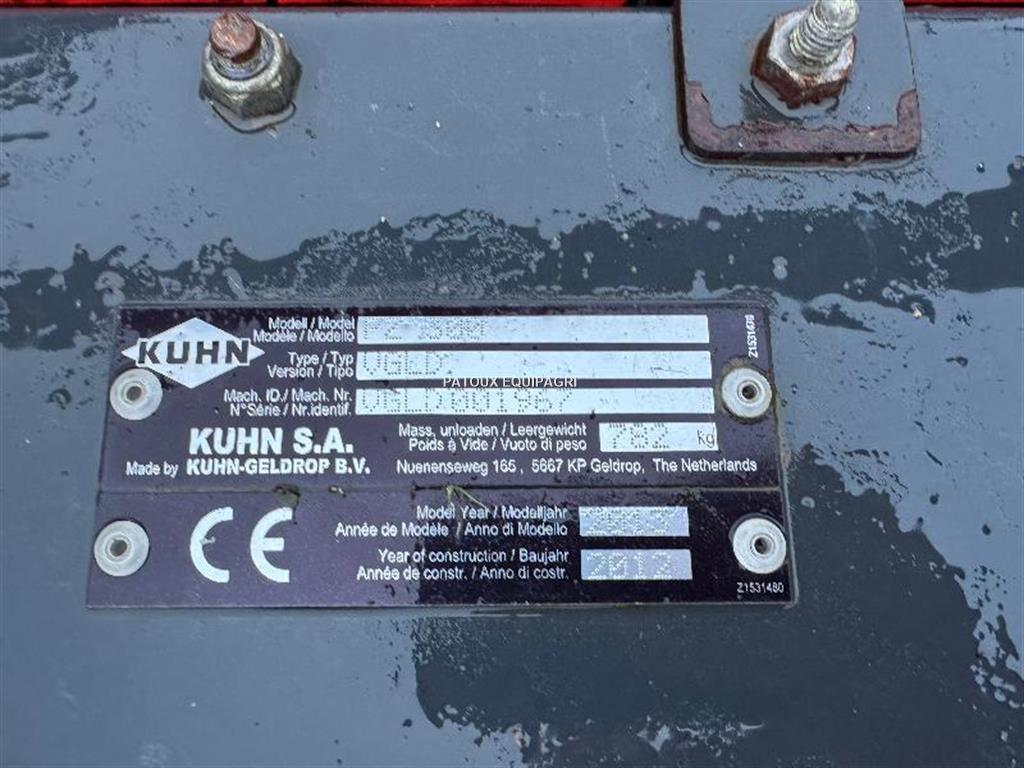 Modell / Model
Modèle / Modello
Z1531470
KUHN
Type / Typ
Version / Tipo
VGLD
PATOUX EQUIPAGRI
Mach. ID./ Mach. Nr.
N°Série / Nr.identif.
VGLD001967
KUHN S.A.
Mass, unloaden / Leergewicht
Poids à Vide / Vuoto di peso
782 Kg
Made by KUHN-GELDROP B.V.
Nuenenseweg 165 , 5667 KP Geldrop, The Netherlands
CE
Model Year / Modelljahr
Année de Modèle / Anno di Modello
Year of construction / Baujahr
Année de constr. / Anno di costr.
2012
Z1531480